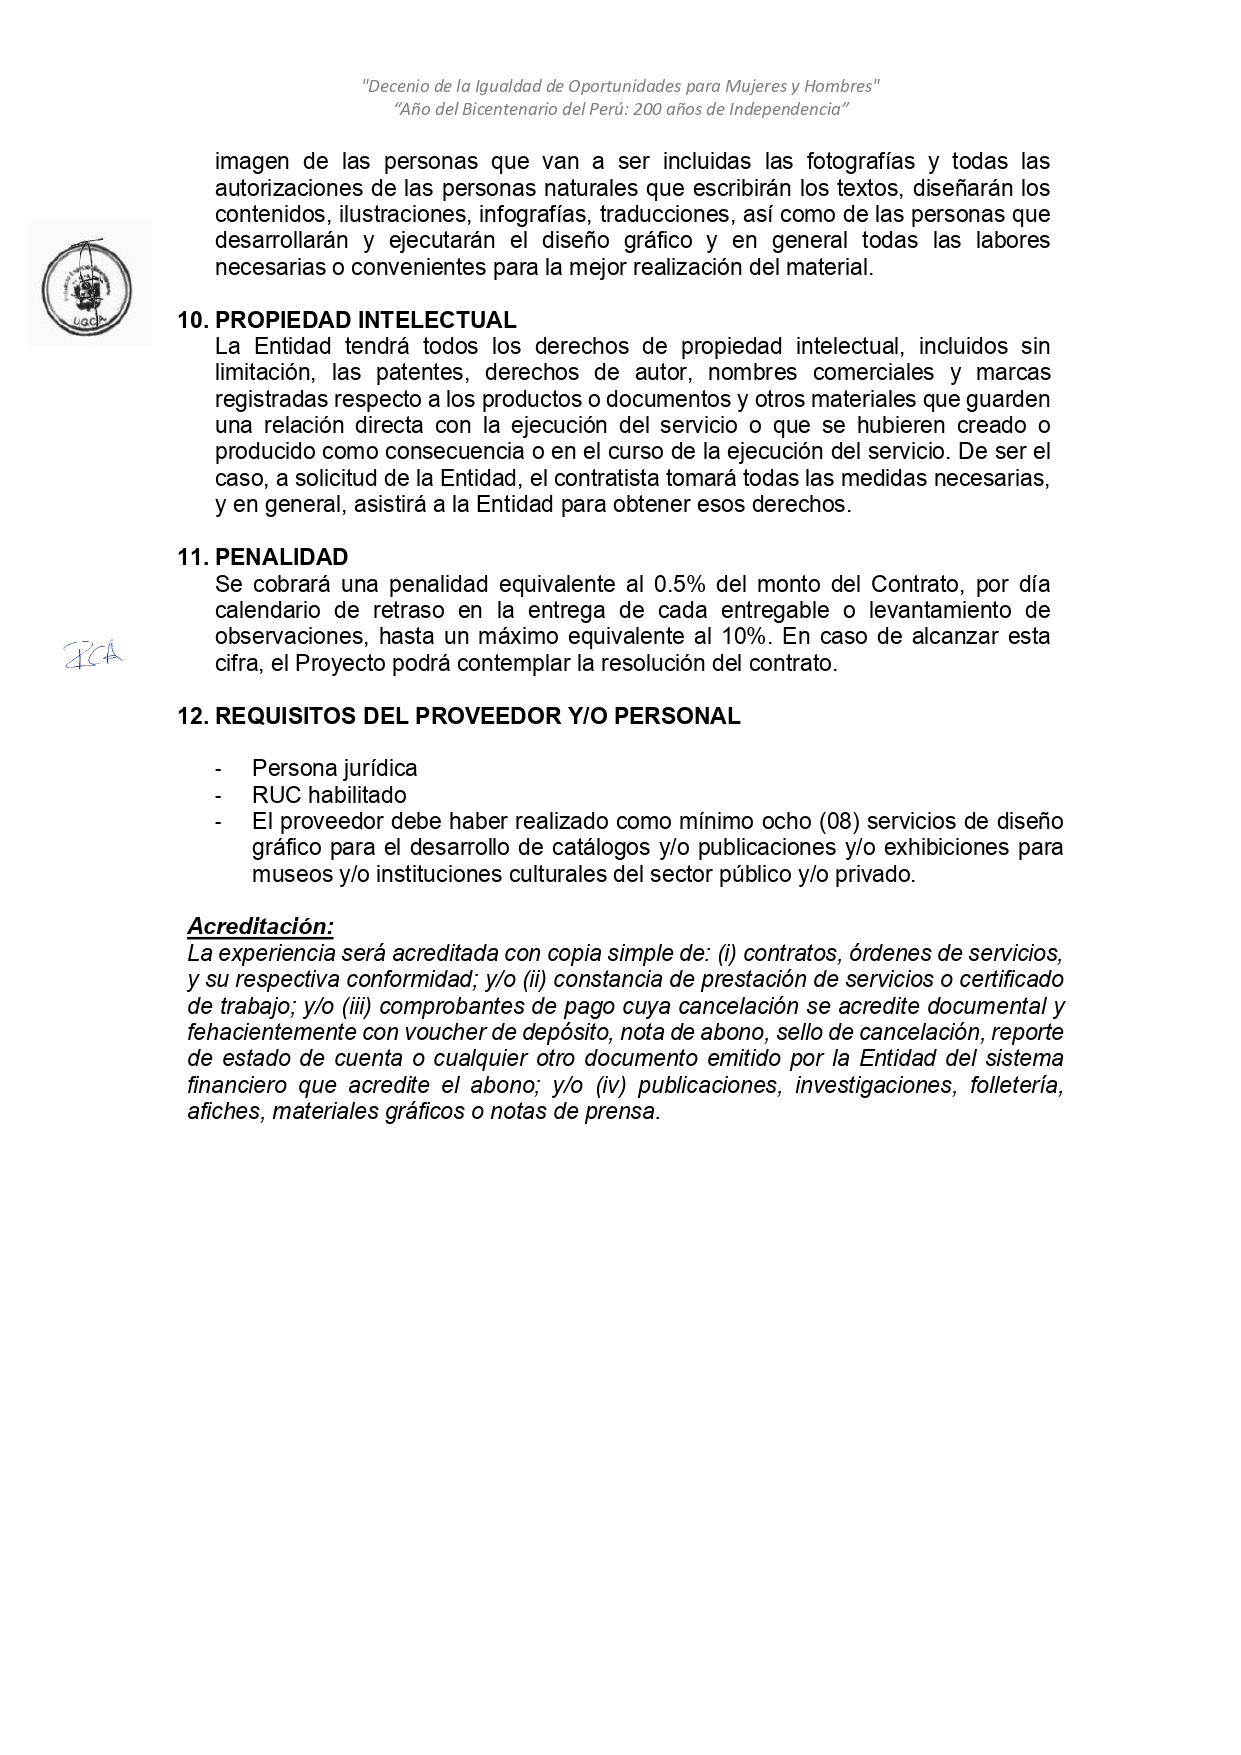 "Decenio de la Igualdad de Oportunidades para Mujeres y Hombres"
“Año del Bicentenario del Perú: 200 años de Independencia”
imagen de las personas que van a ser incluidas las fotografías y todas las
autorizaciones de las personas naturales que escribirán los textos, diseñarán los
contenidos, ilustraciones, infografías, traducciones, así como de las personas que
desarrollarán y ejecutarán el diseño gráfico y en general todas las labores
necesarias o convenientes para la mejor realización del material.
UGCA
10. PROPIEDAD INTELECTUAL
La Entidad tendrá todos los derechos de propiedad intelectual, incluidos sin
limitación, las patentes, derechos de autor, nombres comerciales y marcas
registradas respecto a los productos o documentos y otros materiales que guarden
una relación directa con la ejecución del servicio o que se hubieren creado o
producido como consecuencia o en el curso de la ejecución del servicio. De ser el
caso, a solicitud de la Entidad, el contratista tomará todas las medidas necesarias,
y en general, asistirá a la Entidad para obtener esos derechos.
11. PENALIDAD
Se cobrará una penalidad equivalente al 0.5% del monto del Contrato, por día
calendario de retraso en la entrega de cada entregable o levantamiento de
observaciones, hasta un máximo equivalente al 10%. En caso de alcanzar esta
cifra, el Proyecto podrá contemplar la resolución del contrato.
12. REQUISITOS DEL PROVEEDOR Y/O PERSONAL
- Persona jurídica
- RUC habilitado
- El proveedor debe haber realizado como mínimo ocho (08) servicios de diseño
gráfico para el desarrollo de catálogos y/o publicaciones y/o exhibiciones para
museos y/o instituciones culturales del sector público y/o privado.
Acreditación:
La experiencia será acreditada con copia simple de: (i) contratos, órdenes de servicios,
y su respectiva conformidad; y/o (ii) constancia de prestación de servicios o certificado
de trabajo; y/o (iii) comprobantes de pago cuya cancelación se acredite documental y
fehacientemente con voucher de depósito, nota de abono, sello de cancelación, reporte
de estado de cuenta o cualquier otro documento emitido por la Entidad del sistema
financiero que acredite el abono; y/o (iv) publicaciones, investigaciones, folletería,
afiches, materiales gráficos o notas de prensa.